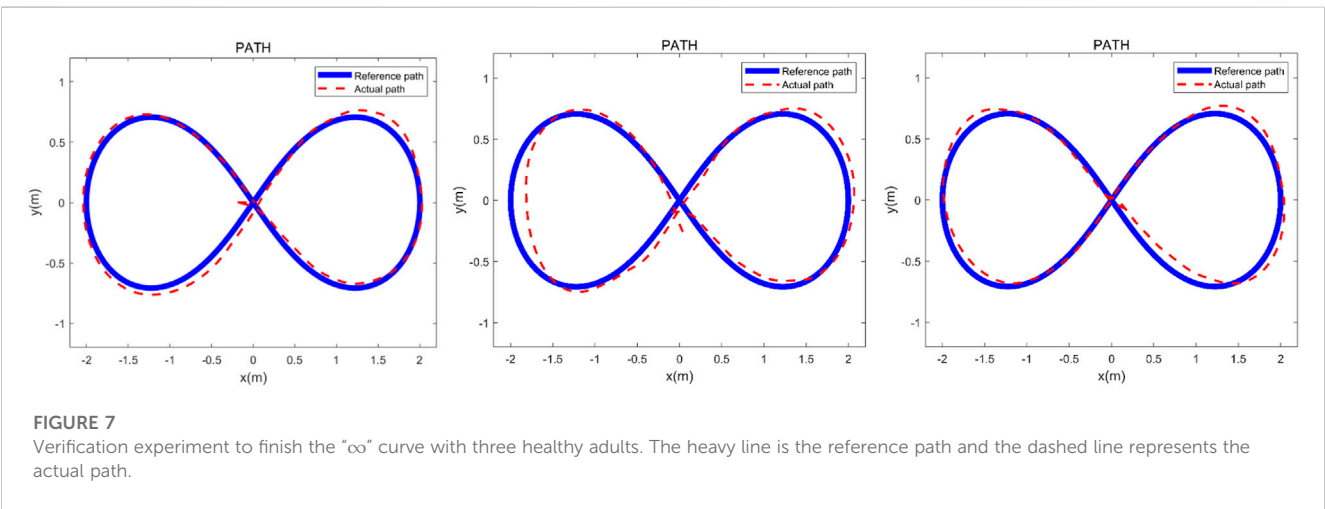 PATH
Reference path
Actual path
1
0.5
0
-0.5
-1
y(m)
-2 -1.5 -1 -0.5 0 0.5 1 1.5 2
x(m)
PATH
Reference path
Actual path
1
0.5
0
-0.5
-1
y(m)
-2 -1.5 -1 -0.5 0 0.5 1 1.5 2
x(m)
PATH
Reference path
Actual path
1
0.5
0
-0.5
-1
y(m)
-2 -1.5 -1 -0.5 0 0.5 1 1.5 2
x(m)
FIGURE 7
Verification experiment to finish the “∞” curve with three healthy adults. The heavy line is the reference path and the dashed line represents the
actual path.